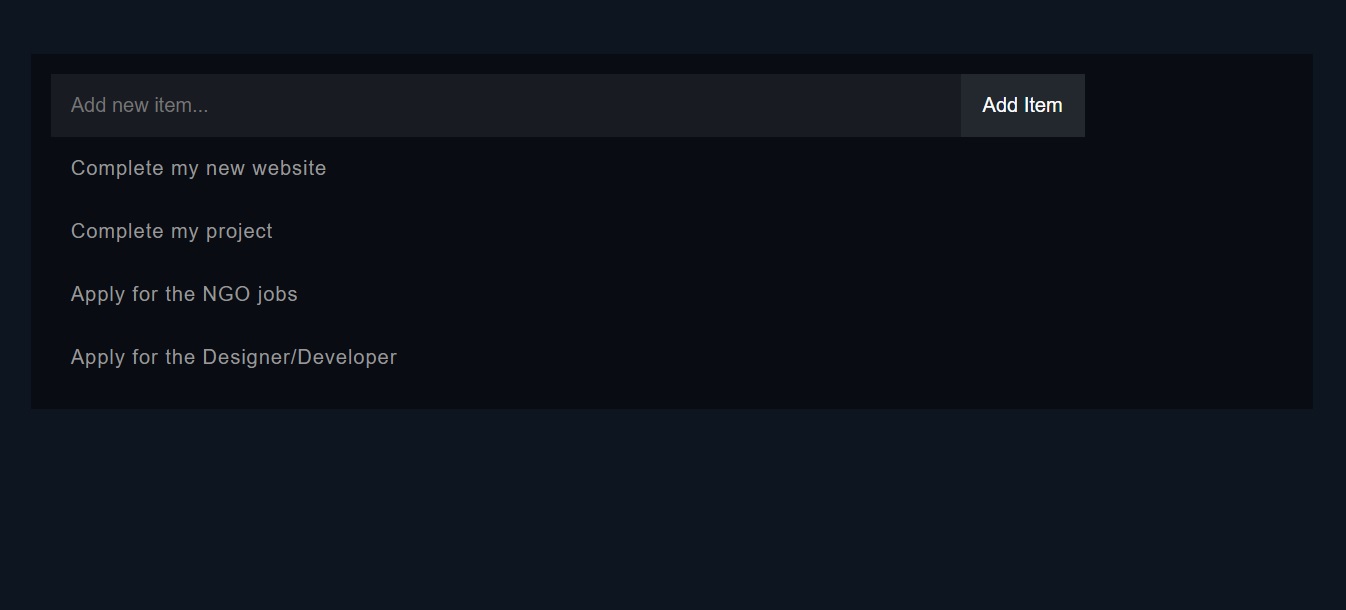 Add new item...
Add Item
Complete my new website
Complete my project
Apply for the NGO jobs
Apply for the Designer/Developer